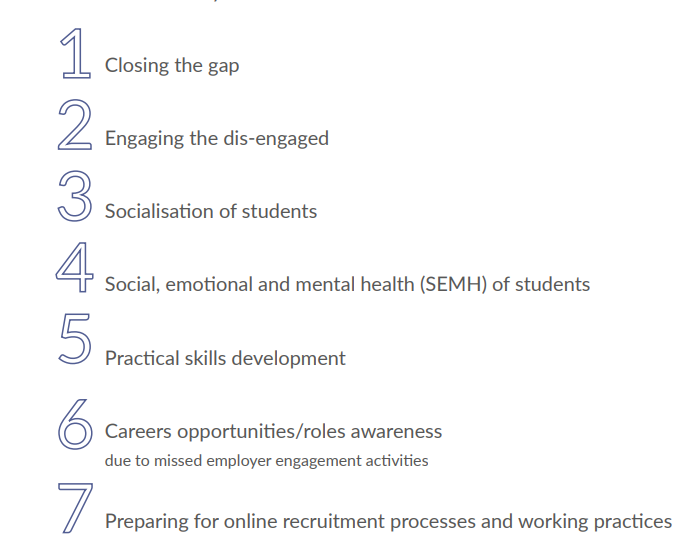 1 Closing the gap
2 Engaging the dis-engaged
3 Socialisation of students
4 Social, emotional and mental health (SEMH) of students
5 Practical skills development
6 Careers opportunities/roles awareness
due to missed employer engagement activities
7 Preparing for online recruitment processes and working practices